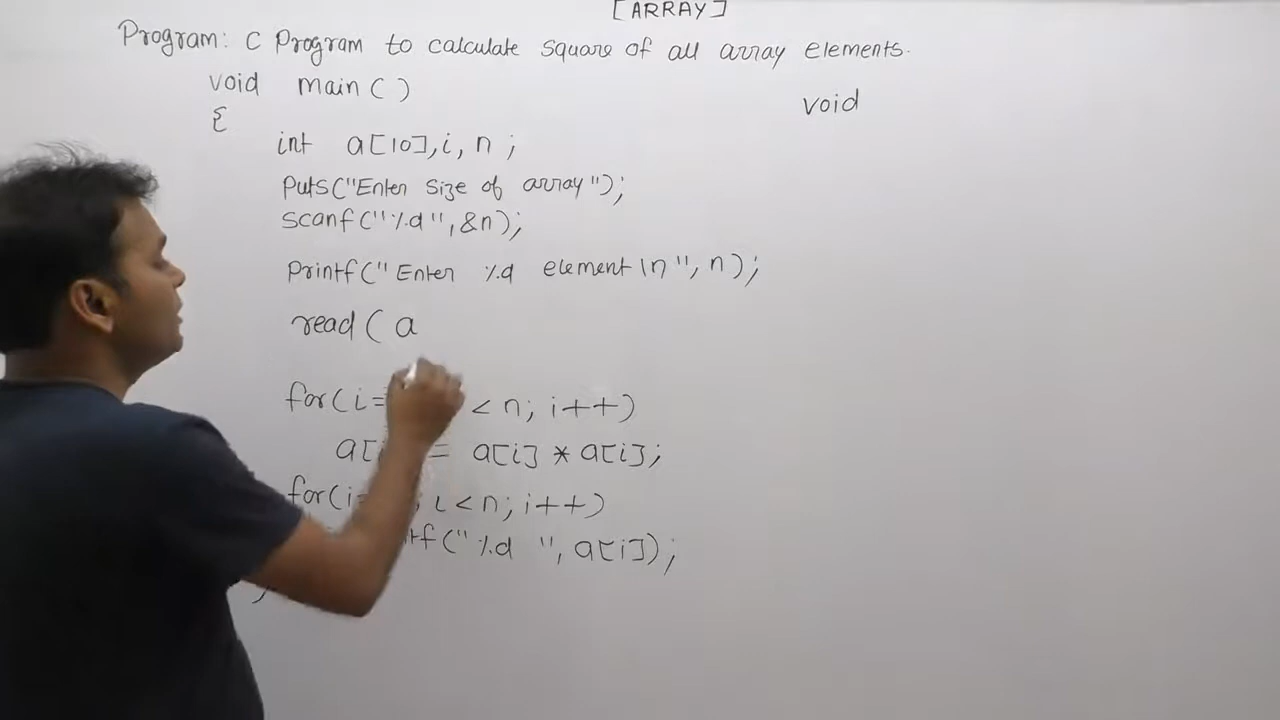 [ARRAY]
Program: C Program to calculate square of all array elements.
void main()
void
{
int a[10],i, n ;
Puts("Enter size of array");
scanf("%d",&n);
Printf("Enter %d element \n", n);
read( a
for(i= < n; i++)
a[ = a[i] * a[i];
for(i= ; i<n; i++)
ntf("%d ", a[i]);
}